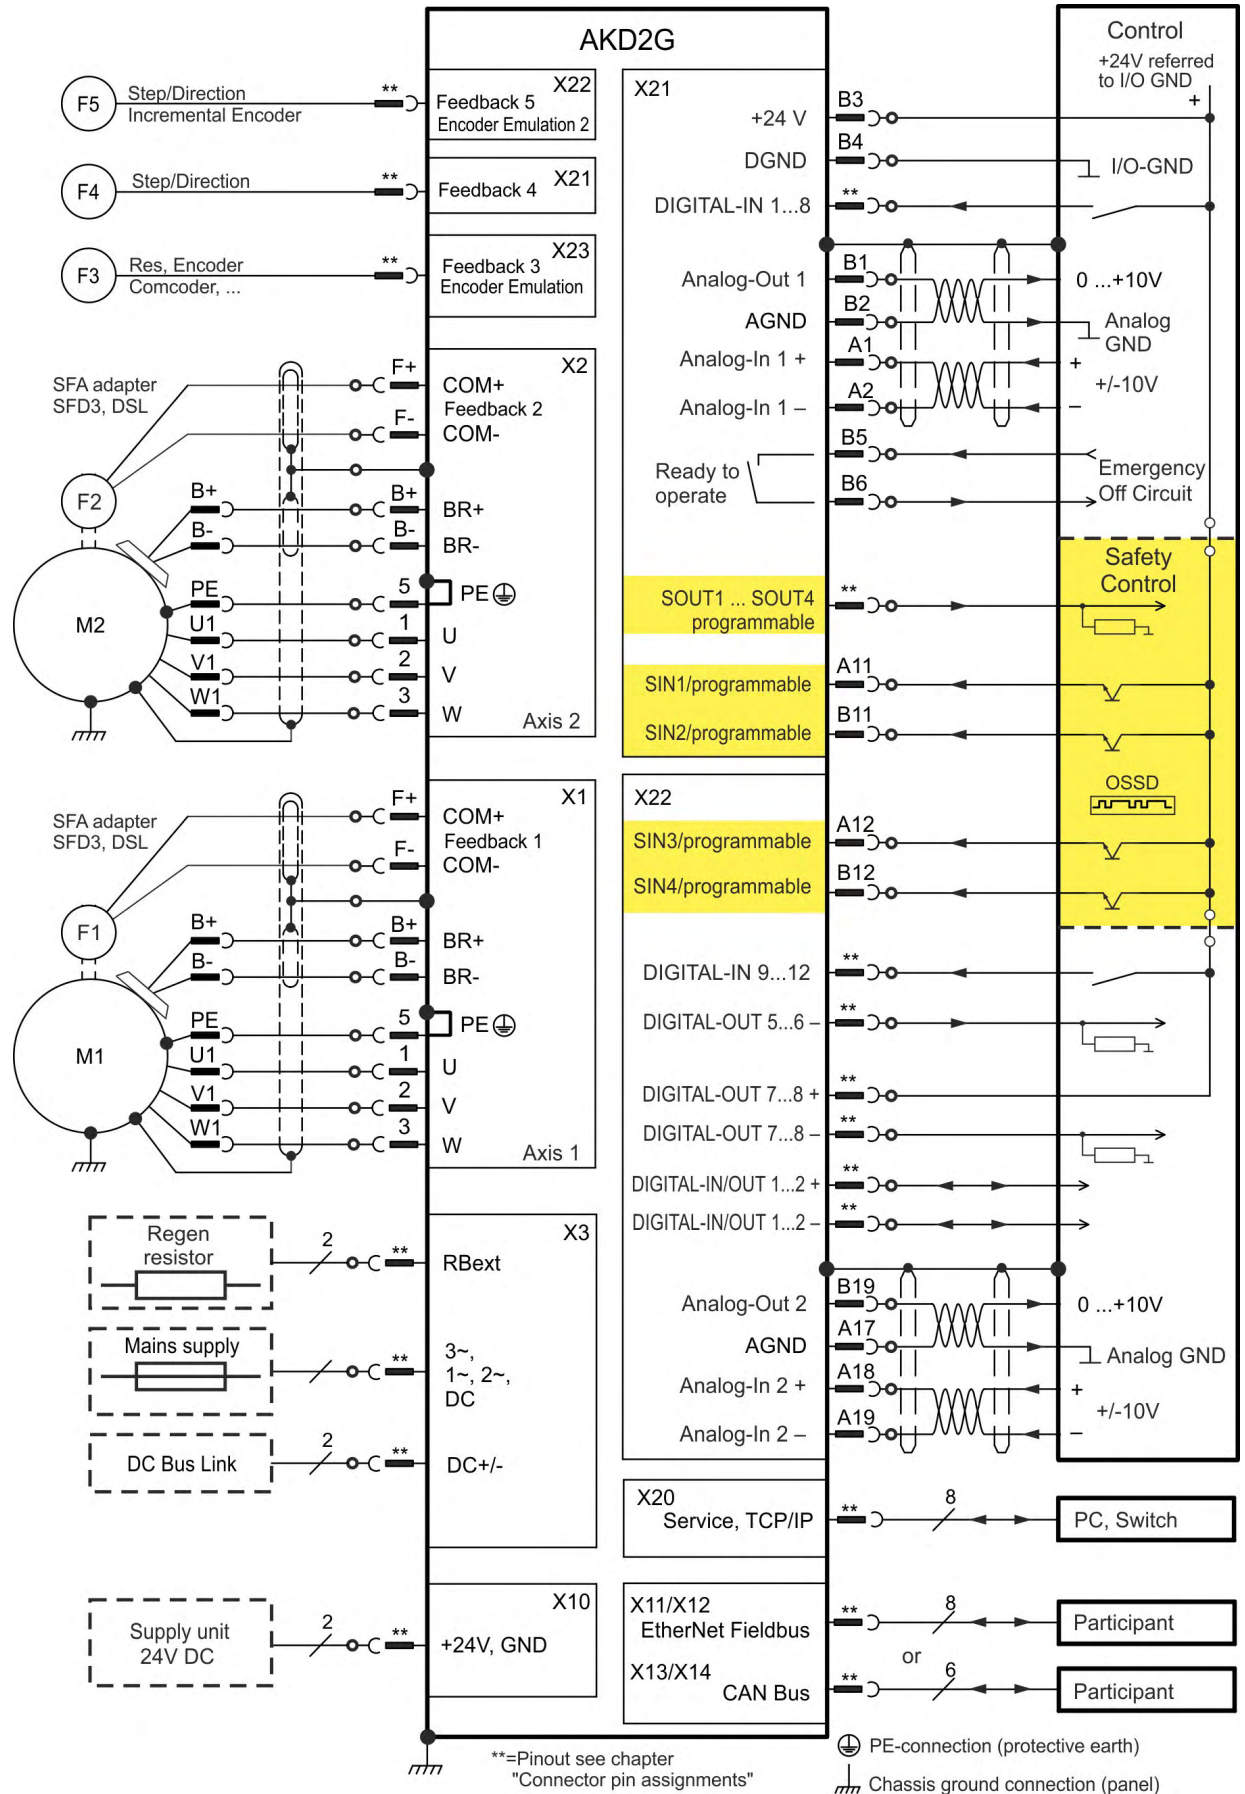 AKD2G
F5
Step/Direction
Incremental Encoder
**
X22
Feedback 5
Encoder Emulation 2
F4
Step/Direction
**
X21
Feedback 4
F3
Res, Encoder
Comcoder, ...
**
X23
Feedback 3
Encoder Emulation
SFA adapter
SFD3, DSL
F+
F-
X2
COM+
Feedback 2
COM-
F2
B+
B+
BR+
B-
B-
BR-
M2
PE
5
PE
U1
1
U
V1
2
V
W1
3
W
Axis 2
SFA adapter
SFD3, DSL
F+
F-
X1
COM+
Feedback 1
COM-
F1
B+
B+
BR+
B-
B-
BR-
M1
PE
5
PE
U1
1
U
V1
2
V
W1
3
W
Axis 1
Regen
resistor
2
**
X3
RBext
Mains supply
**
3~,
1~, 2~,
DC
DC Bus Link
2
**
DC+/-
Supply unit
24V DC
2
**
X10
+24V, GND
X21
+24 V
B3
DGND
B4
DIGITAL-IN 1...8
**
Analog-Out 1
B1
AGND
B2
Analog-In 1 +
A1
Analog-In 1 –
A2
Ready to
operate
B5
B6
SOUT1 ... SOUT4
programmable
**
SIN1/programmable
A11
SIN2/programmable
B11
X22
SIN3/programmable
A12
SIN4/programmable
B12
DIGITAL-IN 9...12
**
DIGITAL-OUT 5...6 –
**
DIGITAL-OUT 7...8 +
**
DIGITAL-OUT 7...8 –
**
DIGITAL-IN/OUT 1...2 +
**
DIGITAL-IN/OUT 1...2 –
**
Analog-Out 2
B19
AGND
A17
Analog-In 2 +
A18
Analog-In 2 –
A19
X20
Service, TCP/IP
**
8
PC, Switch
X11/X12
EtherNet Fieldbus
**
8
Participant
or
X13/X14
CAN Bus
**
6
Participant
Control
+24V referred
to I/O GND
+
I/O-GND
0 ...+10V
Analog
GND
+
+/-10V
–
Emergency
Off Circuit
Safety
Control
OSSD
0 ...+10V
Analog GND
+
+/-10V
–
**=Pinout see chapter
"Connector pin assignments"
PE-connection (protective earth)
Chassis ground connection (panel)